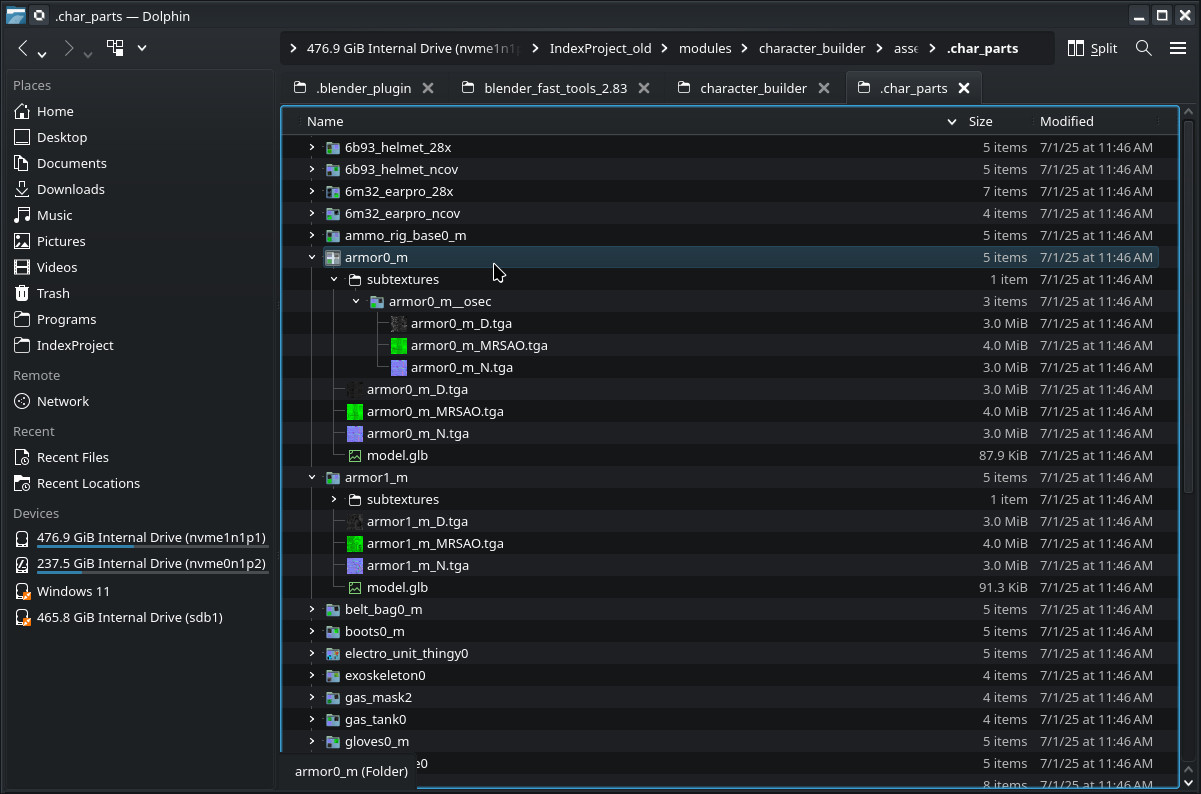 .char_parts — Dolphin
476.9 GiB Internal Drive (nvme1n1p IndexProject_old modules character_builder asse .char_parts Split
.blender_plugin blender_fast_tools_2.83 character_builder .char_parts
Places
Home
Desktop
Documents
Downloads
Music
Pictures
Videos
Trash
Programs
IndexProject
Remote
Network
Recent
Recent Files
Recent Locations
Devices
476.9 GiB Internal Drive (nvme1n1p1)
237.5 GiB Internal Drive (nvme0n1p2)
Windows 11
465.8 GiB Internal Drive (sdb1)
Name Size Modified
6b93_helmet_28x 5 items 7/1/25 at 11:46 AM
6b93_helmet_ncov 5 items 7/1/25 at 11:46 AM
6m32_earpro_28x 7 items 7/1/25 at 11:46 AM
6m32_earpro_ncov 4 items 7/1/25 at 11:46 AM
ammo_rig_base0_m 5 items 7/1/25 at 11:46 AM
armor0_m 5 items 7/1/25 at 11:46 AM
subtextures 1 item 7/1/25 at 11:46 AM
armor0_m__osec 3 items 7/1/25 at 11:46 AM
armor0_m_D.tga 3.0 MiB 7/1/25 at 11:46 AM
armor0_m_MRSAO.tga 4.0 MiB 7/1/25 at 11:46 AM
armor0_m_N.tga 3.0 MiB 7/1/25 at 11:46 AM
armor0_m_D.tga 3.0 MiB 7/1/25 at 11:46 AM
armor0_m_MRSAO.tga 4.0 MiB 7/1/25 at 11:46 AM
armor0_m_N.tga 3.0 MiB 7/1/25 at 11:46 AM
model.glb 87.9 KiB 7/1/25 at 11:46 AM
armor1_m 5 items 7/1/25 at 11:46 AM
subtextures 1 item 7/1/25 at 11:46 AM
armor1_m_D.tga 3.0 MiB 7/1/25 at 11:46 AM
armor1_m_MRSAO.tga 4.0 MiB 7/1/25 at 11:46 AM
armor1_m_N.tga 3.0 MiB 7/1/25 at 11:46 AM
model.glb 91.3 KiB 7/1/25 at 11:46 AM
belt_bag0_m 5 items 7/1/25 at 11:46 AM
boots0_m 5 items 7/1/25 at 11:46 AM
electro_unit_thingy0 5 items 7/1/25 at 11:46 AM
exoskeleton0 4 items 7/1/25 at 11:46 AM
gas_mask2 4 items 7/1/25 at 11:46 AM
gas_tank0 4 items 7/1/25 at 11:46 AM
gloves0_m 5 items 7/1/25 at 11:46 AM
e0 5 items 7/1/25 at 11:46 AM
armor0_m (Folder)
8 items 7/1/25 at 11:46 AM